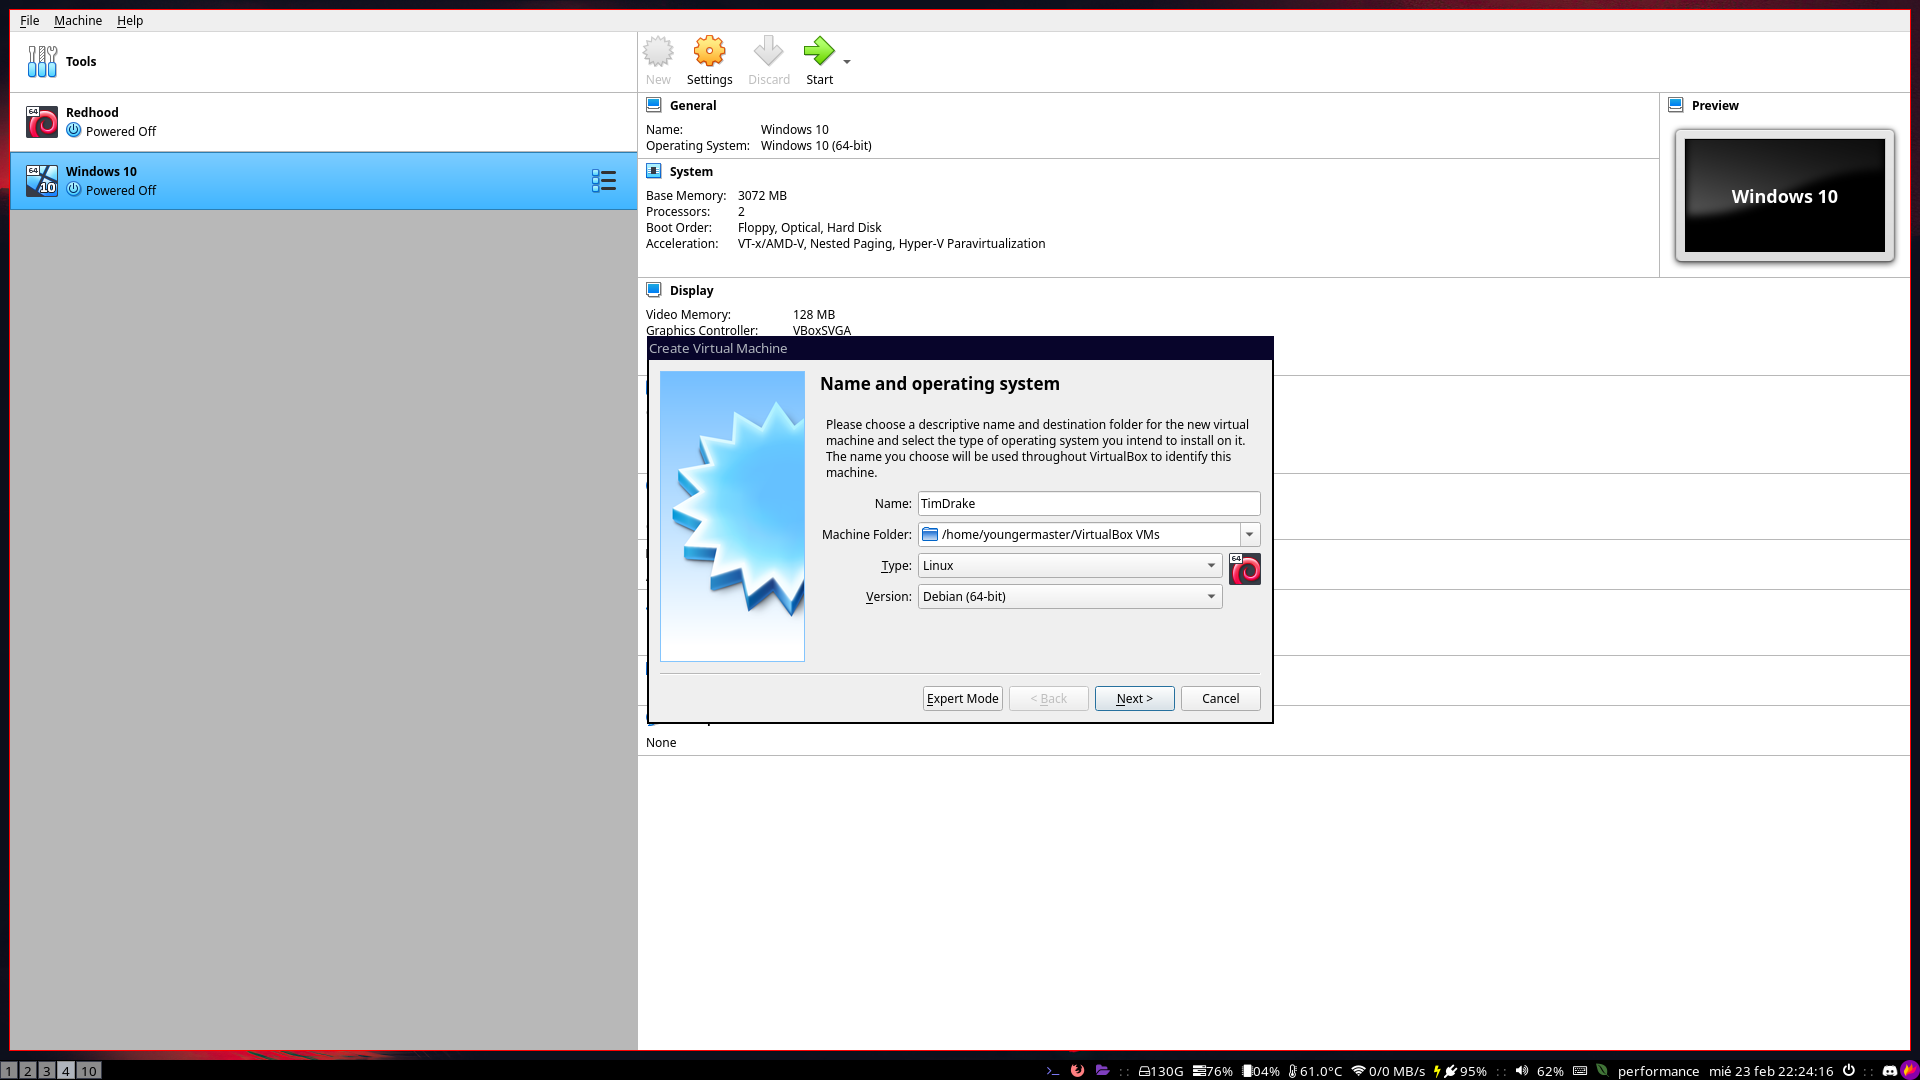 File Machine Help
Tools
New Settings Discard Start
Redhood
Powered Off
Windows 10
Powered Off
General
Name: Windows 10
Operating System: Windows 10 (64-bit)
System
Base Memory: 3072 MB
Processors: 2
Boot Order: Floppy, Optical, Hard Disk
Acceleration: VT-x/AMD-V, Nested Paging, Hyper-V Paravirtualization
Preview
Windows 10
Display
Video Memory: 128 MB
Graphics Controller: VBoxSVGA
Create Virtual Machine
Name and operating system
Please choose a descriptive name and destination folder for the new virtual
machine and select the type of operating system you intend to install on it.
The name you choose will be used throughout VirtualBox to identify this
machine.
Name: TimDrake
Machine Folder: /home/youngermaster/VirtualBox VMs
Type: Linux
64
Version: Debian (64-bit)
Expert Mode < Back Next > Cancel
None
1 2 3 4 10
:: 130G 76% 04% 61.0°C 0/0 MB/s 95% :: 62% performance mié 23 feb 22:24:16 ::